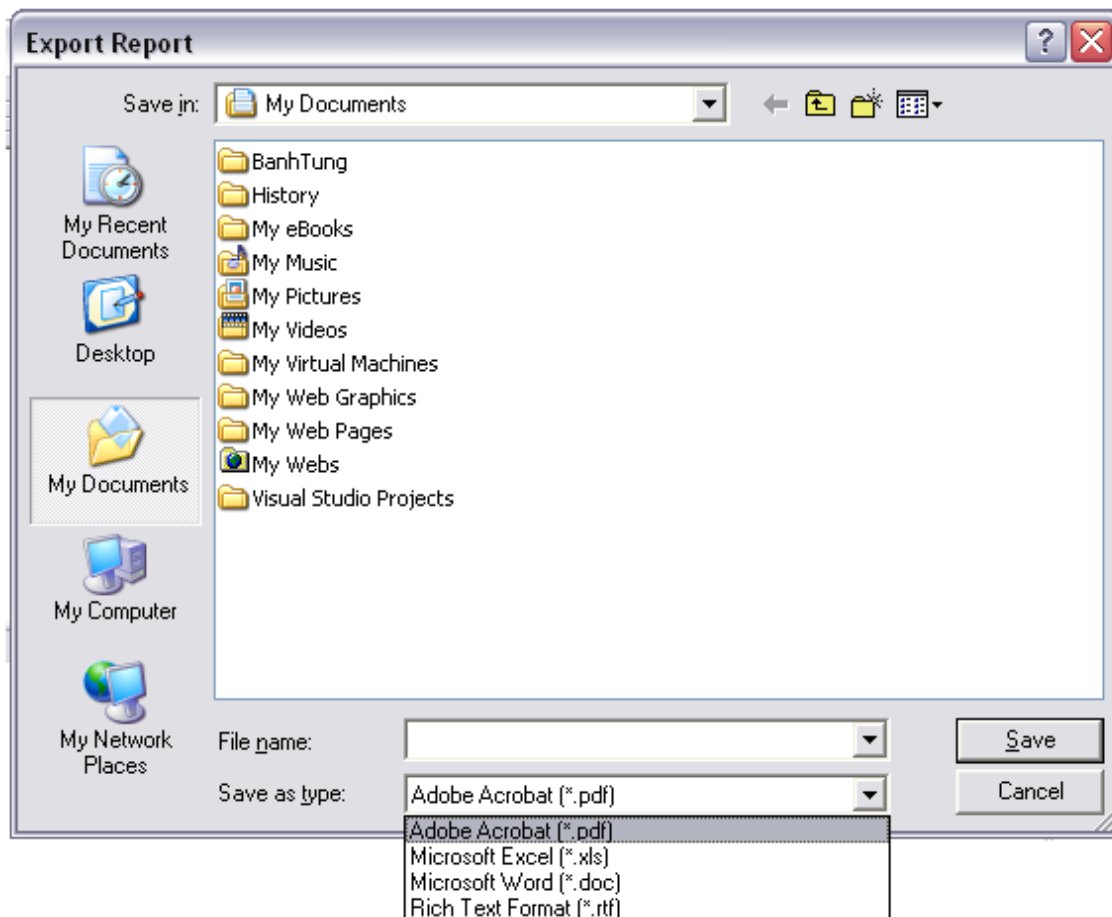 Export Report
Save in: My Documents
My Recent
Documents
Desktop
My Documents
My Computer
My Network
Places
BanhTung
History
My eBooks
My Music
My Pictures
My Videos
My Virtual Machines
My Web Graphics
My Web Pages
My Webs
Visual Studio Projects
File name:
Save
Save as type: Adobe Acrobat (*.pdf)
Cancel
Adobe Acrobat (*.pdf)
Microsoft Excel (*.xls)
Microsoft Word (*.doc)
Rich Text Format (*.rtf)